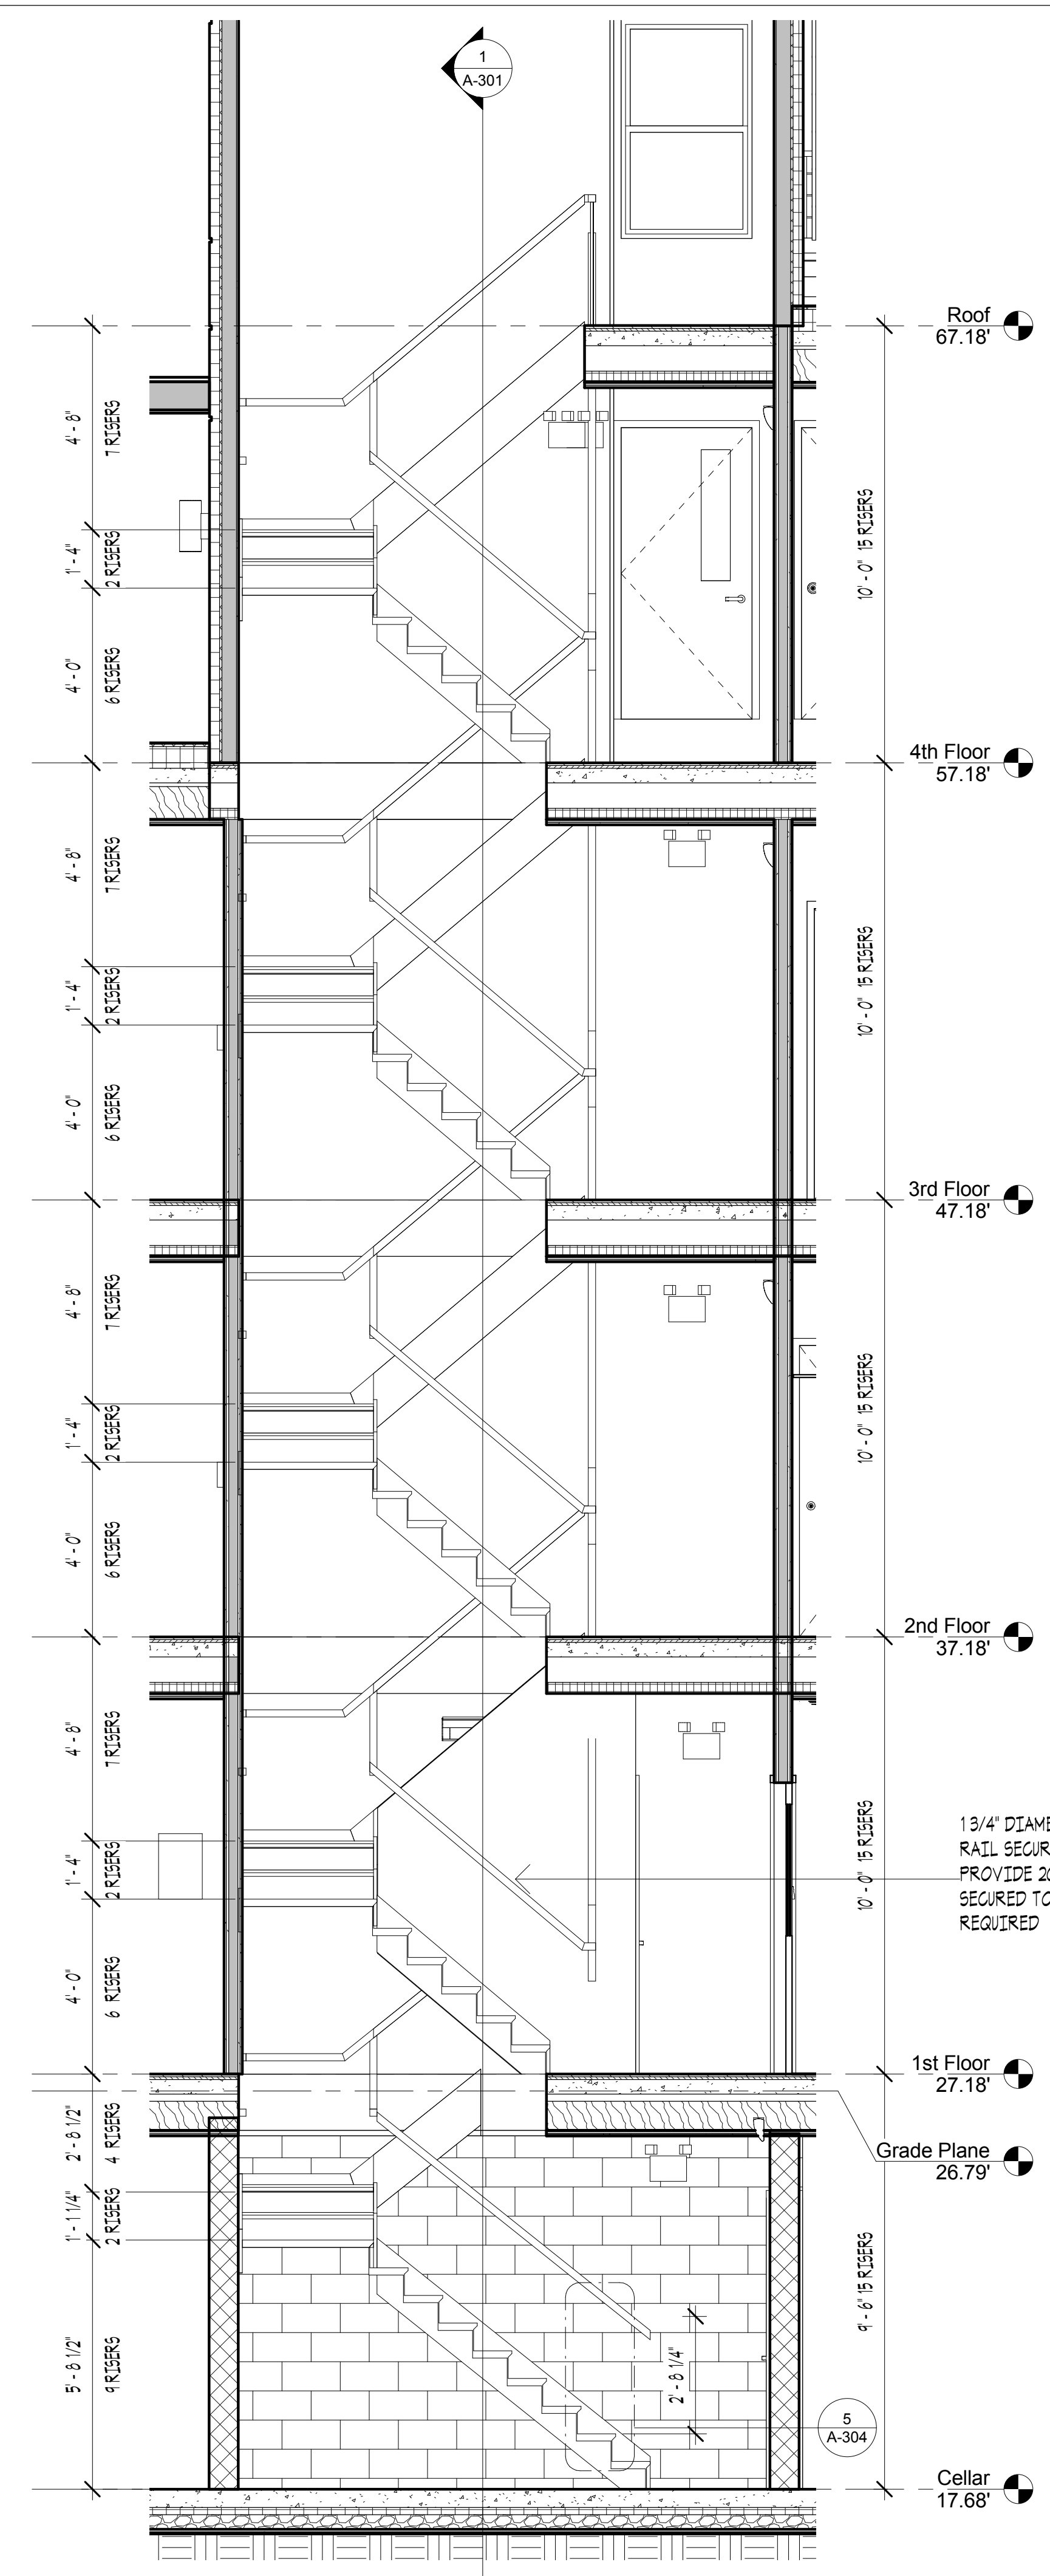 1
A-301
Roof
67.18'
4' - 8"
7 RISERS
10' - 0" 15 RISERS
1' - 4"
2 RISERS
4' - 0"
6 RISERS
4th Floor
57.18'
4' - 8"
7 RISERS
10' - 0" 15 RISERS
1' - 4"
2 RISERS
4' - 0"
6 RISERS
3rd Floor
47.18'
4' - 8"
7 RISERS
10' - 0" 15 RISERS
1' - 4"
2 RISERS
4' - 0"
6 RISERS
2nd Floor
37.18'
4' - 8"
7 RISERS
10' - 0" 15 RISERS
1 3/4" DIAME
RAIL SECUR
PROVIDE 20
SECURED TO
REQUIRED
1' - 4"
2 RISERS
4' - 0"
6 RISERS
1st Floor
27.18'
2' - 8 1/2"
4 RISERS
Grade Plane
26.79'
1' - 1 1/4"
2 RISERS
9' - 6" 15 RISERS
5' - 8 1/2"
9 RISERS
2' - 8 1/4"
5
A-304
Cellar
17.68'